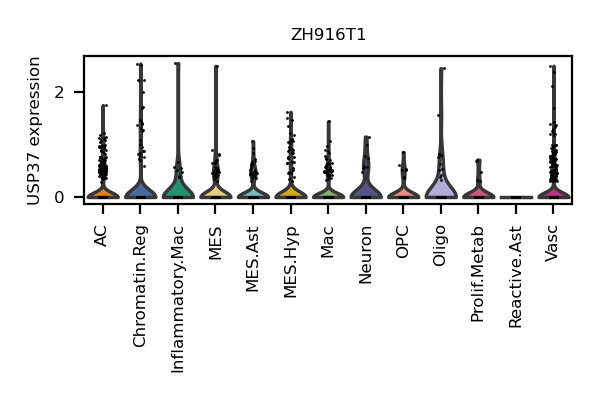 ZH916T1
USP37 expression
2
0
AC
Chromatin.Reg
Inflammatory.Mac
MES
MES.Ast
MES.Hyp
Mac
Neuron
OPC
Oligo
Prolif.Metab
Reactive.Ast
Vasc